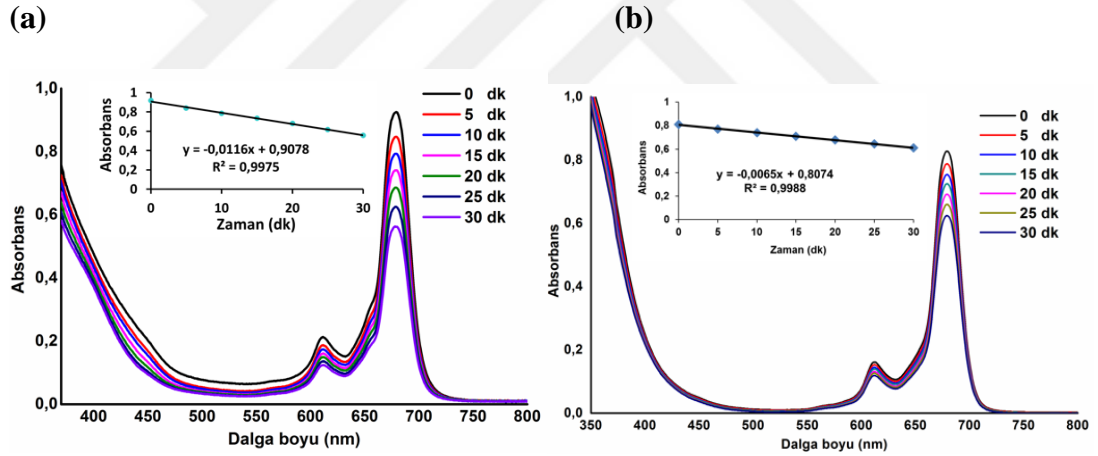 (a)
(b)
1,0
0,8
0,6
0,4
0,2
0,0
Absorbans
400
450
500
550
600
650
700
750
800
Dalga boyu (nm)
Absorbans
1
0,8
0,6
0,4
0,2
0
0
10
20
30
Zaman (dk)
y = -0,0116x + 0,9078
R² = 0,9975
0 dk
5 dk
10 dk
15 dk
20 dk
25 dk
30 dk
1,0
0,8
0,6
0,4
0,2
0,0
Absorbans
350
400
450
500
550
600
650
700
750
800
Dalga boyu (nm)
Absorbans
1
0,8
0,6
0,4
0,2
0
0
5
10
15
20
25
30
Zaman (dk)
y = -0,0065x + 0,8074
R² = 0,9988
0 dk
5 dk
10 dk
15 dk
20 dk
25 dk
30 dk